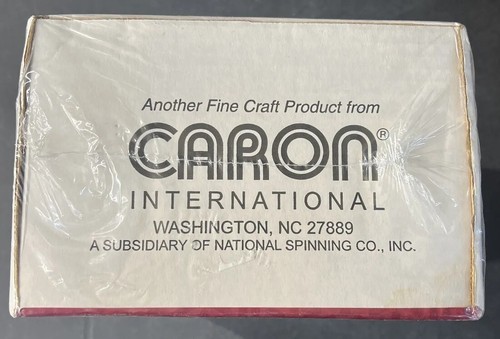 Another Fine Craft Product from
CARON®
INTERNATIONAL
WASHINGTON, NC 27889
A SUBSIDIARY OF NATIONAL SPINNING CO., INC.